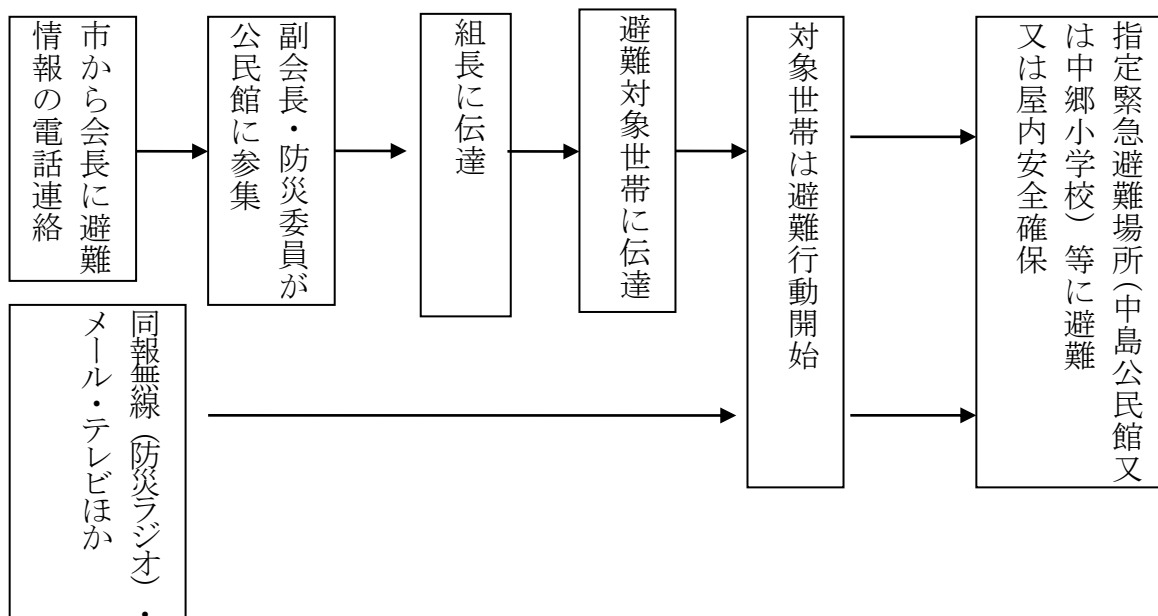 市から会長に避難
情報の電話連絡
副会長・防災委員が
公民館に参集
組長に伝達
避難対象世帯に伝達
対象世帯は避難行動開始
指定緊急避難場所(中島公民館又
は中郷小学校)等に避難
又は屋内安全確保
同報無線(防災ラジオ)・
メール・テレビほか